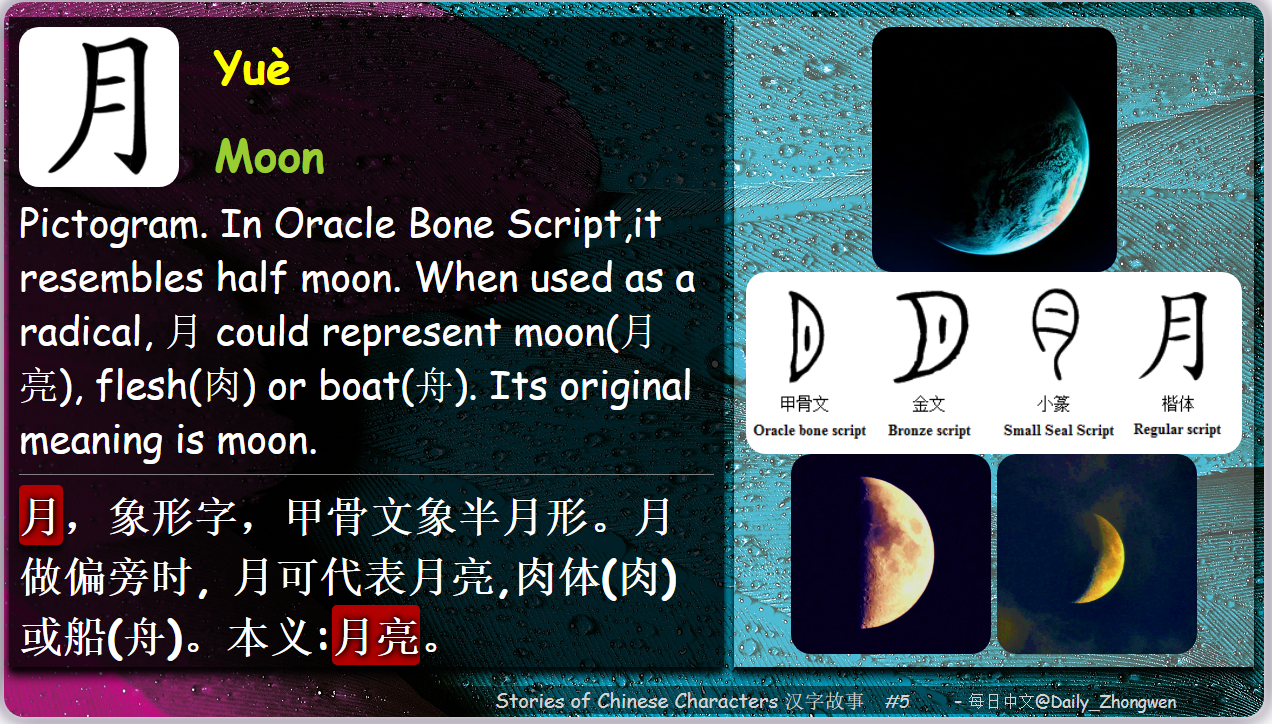 月
Yuè
Moon
Pictogram. In Oracle Bone Script,it
resembles half moon. When used as a
radical, 月 could represent moon(月
亮), flesh(肉) or boat(舟). Its original
meaning is moon.
月，象形字，甲骨文象半月形。月
做偏旁时, 月可代表月亮,肉体(肉)
或船(舟)。本义:月亮。
月
甲骨文 金文 小篆 楷体
Oracle bone script Bronze script Small Seal Script Regular script
Stories of Chinese Characters 汉字故事 #5 - 每日中文@Daily_Zhongwen